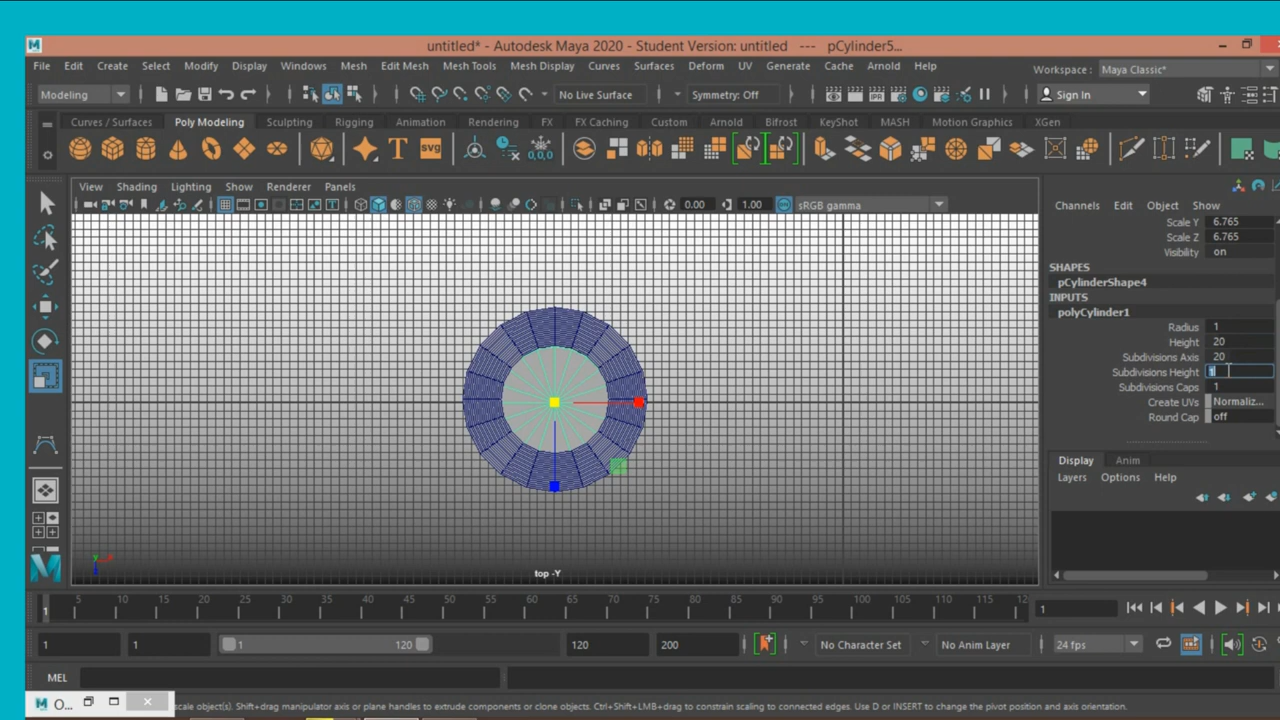 untitled* - Autodesk Maya 2020 - Student Version: untitled --- pCylinder5...
File Edit Create Select Modify Display Windows Mesh Edit Mesh Mesh Tools Mesh Display Curves Surfaces Deform UV Generate Cache Arnold Help
Workspace : Maya Classic*
Modeling No Live Surface Symmetry: Off Sign In
Curves / Surfaces Poly Modeling Sculpting Rigging Animation Rendering FX FX Caching Custom Arnold Bifrost KeyShot MASH Motion Graphics XGen
T svg 0,0,0
View Shading Lighting Show Renderer Panels
0.00 1.00 sRGB gamma
Channels Edit Object Show
Scale Y 6.765
Scale Z 6.765
Visibility on
SHAPES
pCylinderShape4
INPUTS
polyCylinder1
Radius 1
Height 20
Subdivisions Axis 20
Subdivisions Height 1
Subdivisions Caps 1
Create UVs Normaliz...
Round Cap off
Display Anim
Layers Options Help
top -Y
1 5 10 15 20 25 30 35 40 45 50 55 60 65 70 75 80 85 90 95 100 105 110 115 12
1
1 1 1 120 120 200 No Character Set No Anim Layer 24 fps
MEL
O...
scale object(s). Shift+drag manipulator axis or plane handles to extrude components or clone objects. Ctrl+Shift+LMB+drag to constrain scaling to connected edges. Use D or INSERT to change the pivot position and axis orientation.